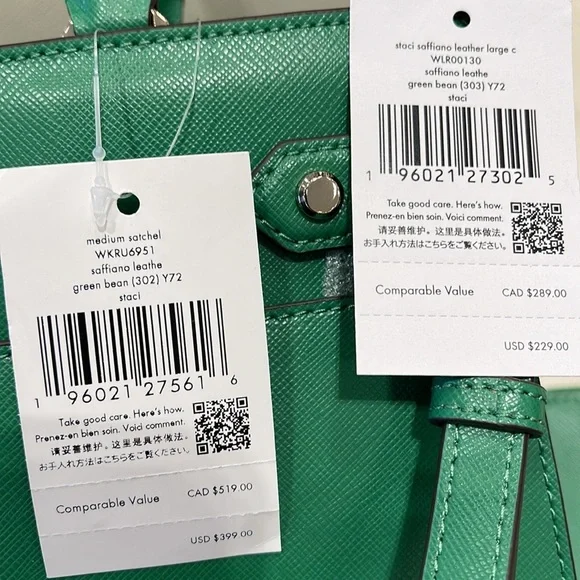 medium satchel
WKRU6951
saffiano leathe
green bean (302) Y72
staci
1 96021 27561 6
Take good care. Here's how.
Prenez-en bien soin. Voici comment.
请妥善维护。这里是具体做法。
お手入れ方法はこちらをご覧ください。
Comparable Value CAD $519.00
USD $399.00
staci saffiano leather large c
WLR00130
saffiano leathe
green bean (303) Y72
staci
1 96021 27302 5
Take good care. Here's how.
Prenez-en bien soin. Voici comment.
请妥善维护。这里是具体做法。
お手入れ方法はこちらをご覧ください。
Comparable Value CAD $289.00
USD $229.00